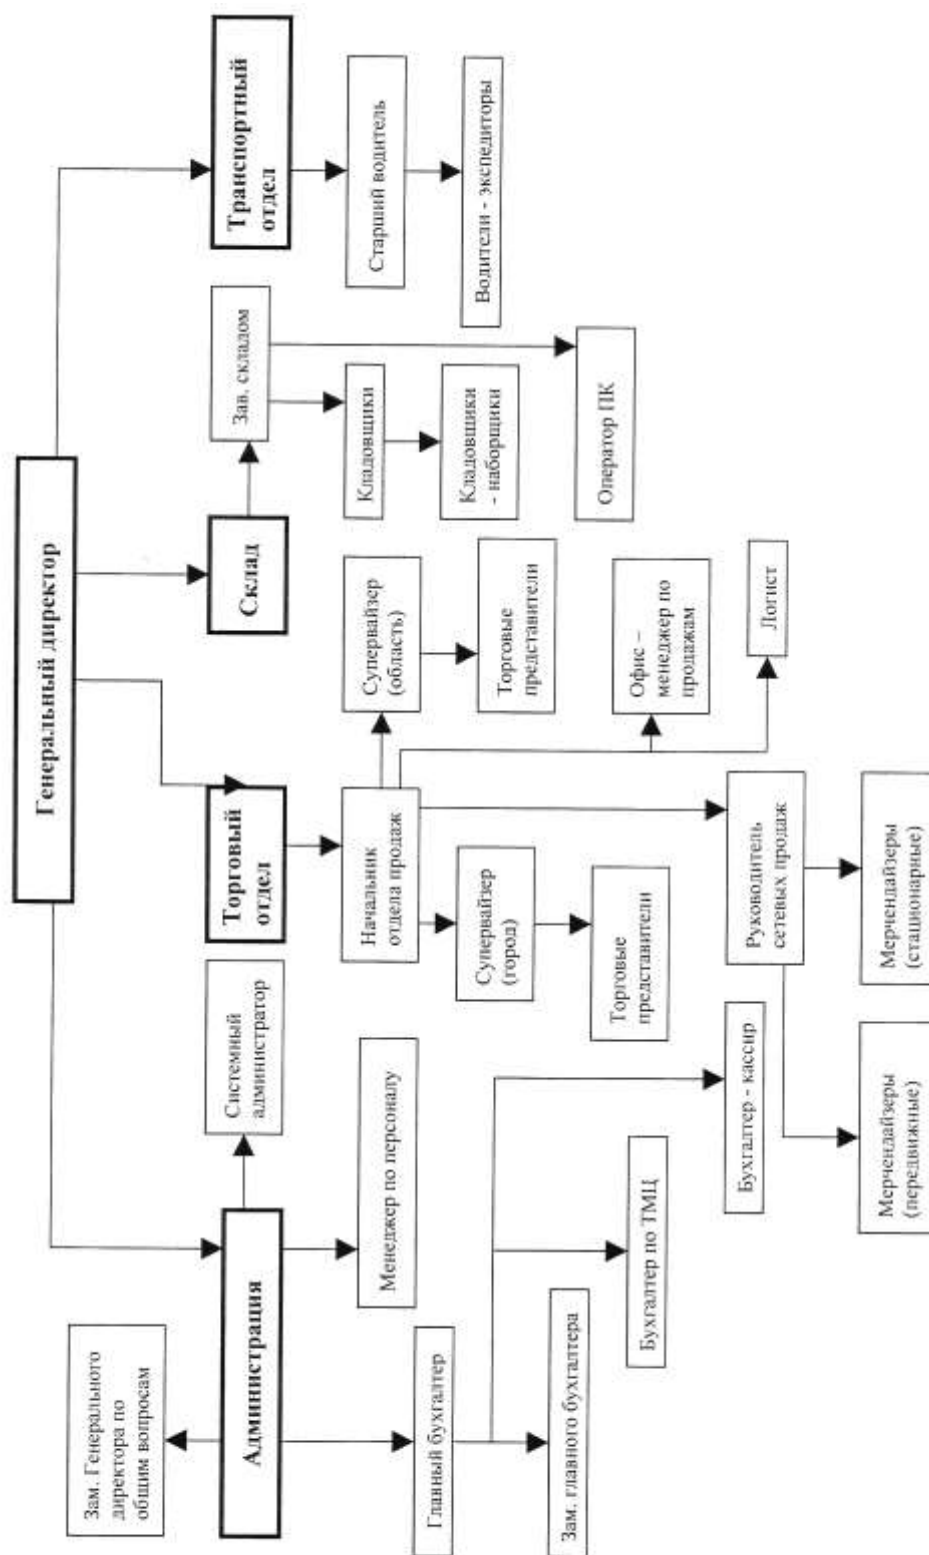 Генеральный директор
Зам. Генерального
директора по
общим вопросам
Администрация
Системный
администратор
Менеджер по персоналу
Главный бухгалтер
Зам. главного бухгалтера
Бухгалтер по ТМЦ
Бухгалтер - кассир
Торговый
отдел
Начальник
отдела продаж
Супервайзер
(город)
Торговые
представители
Супервайзер
(область)
Торговые
представители
Офис –
менеджер по
продажам
Логист
Руководитель
сетевых продаж
Мерчендайзеры
(передвижные)
Мерчендайзеры
(стационарные)
Склад
Зав. складом
Кладовщики
Кладовщики
- наборщики
Оператор ПК
Транспортный
отдел
Старший водитель
Водители - экспедиторы